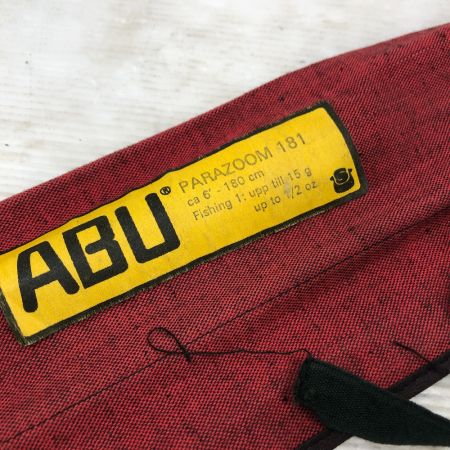 ABU®
PARAZOOM 181
ca 6' - 180 cm
Fishing 1: upp till 15 g
up to 1/2 oz.